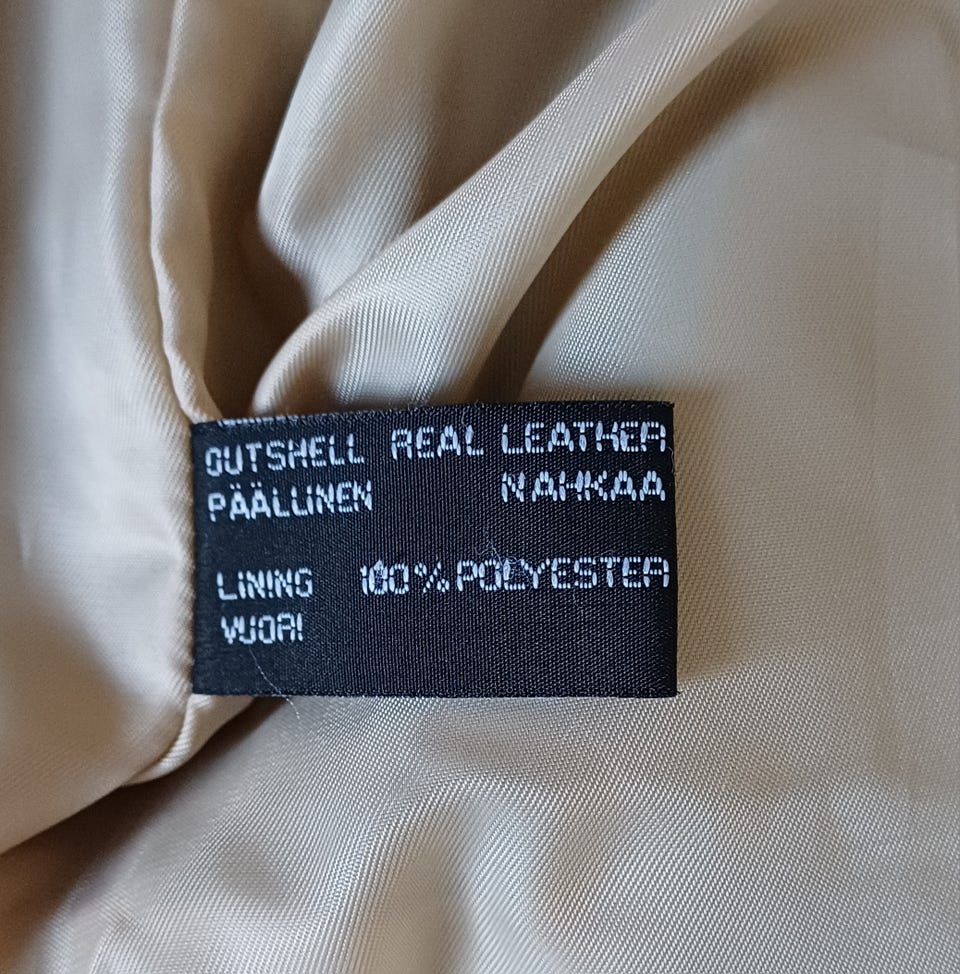 OUTSHELL REAL LEATHER
PÄÄLLINEN NAHKAA
LINING 100% POLYESTER
VUORI